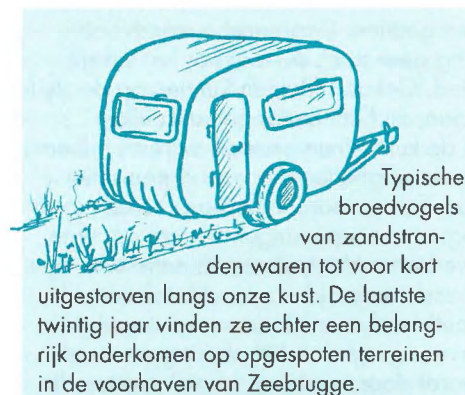 Typische
broedvogels
van zandstran-
den waren tot voor kort
uitgestorven langs onze kust. De laatste
twintig jaar vinden ze echter een belang-
rijk onderkomen op opgespoten terreinen
in de voorhaven van Zeebrugge.